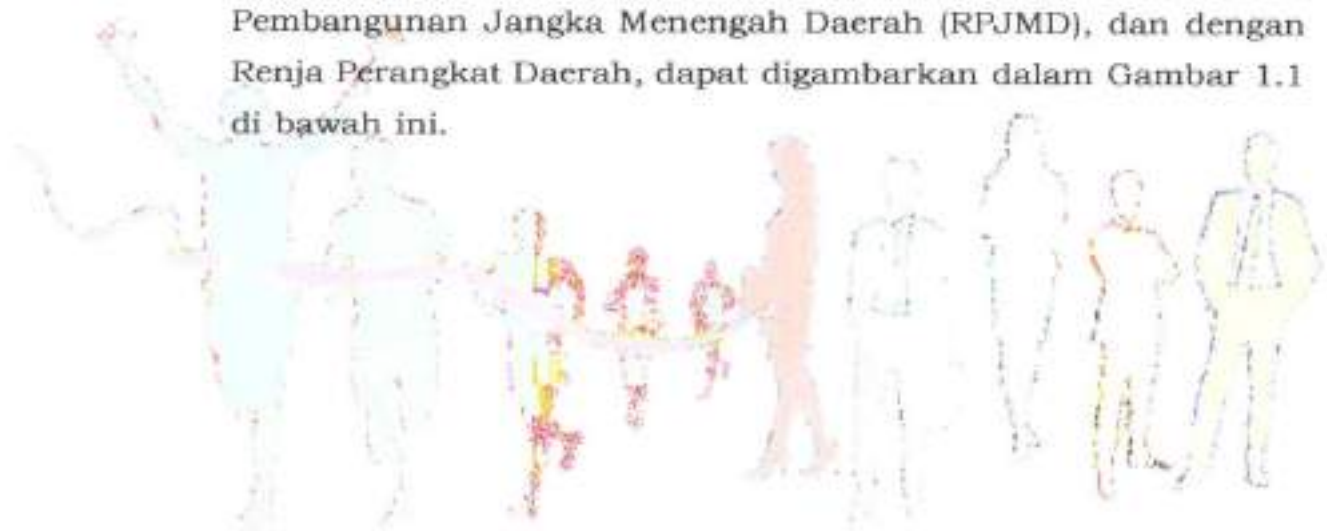 Pembangunan Jangka Menengah Daerah (RPJMD), dan dengan
Renja Perangkat Daerah, dapat digambarkan dalam Gambar 1.1
di bawah ini.